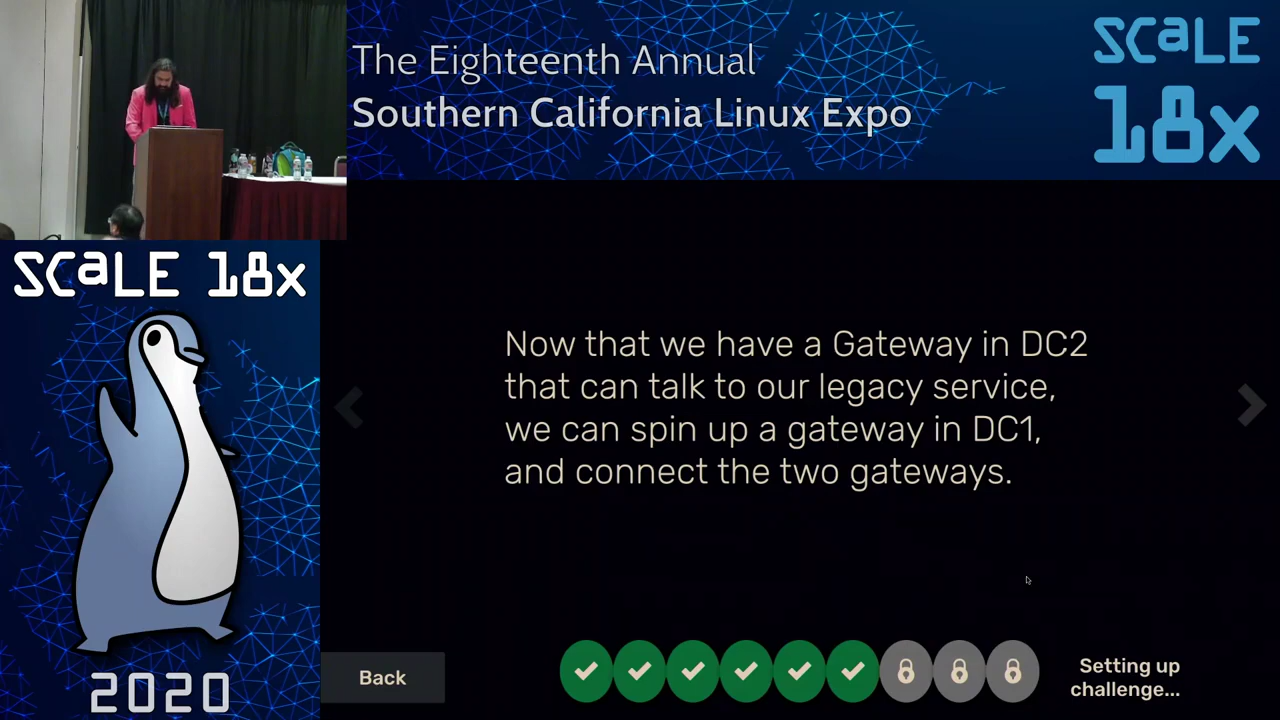 The Eighteenth Annual
Southern California Linux Expo
SCaLE
18x
SCaLE 18x
2020
Now that we have a Gateway in DC2
that can talk to our legacy service,
we can spin up a gateway in DC1,
and connect the two gateways.
Back
Setting up
challenge...